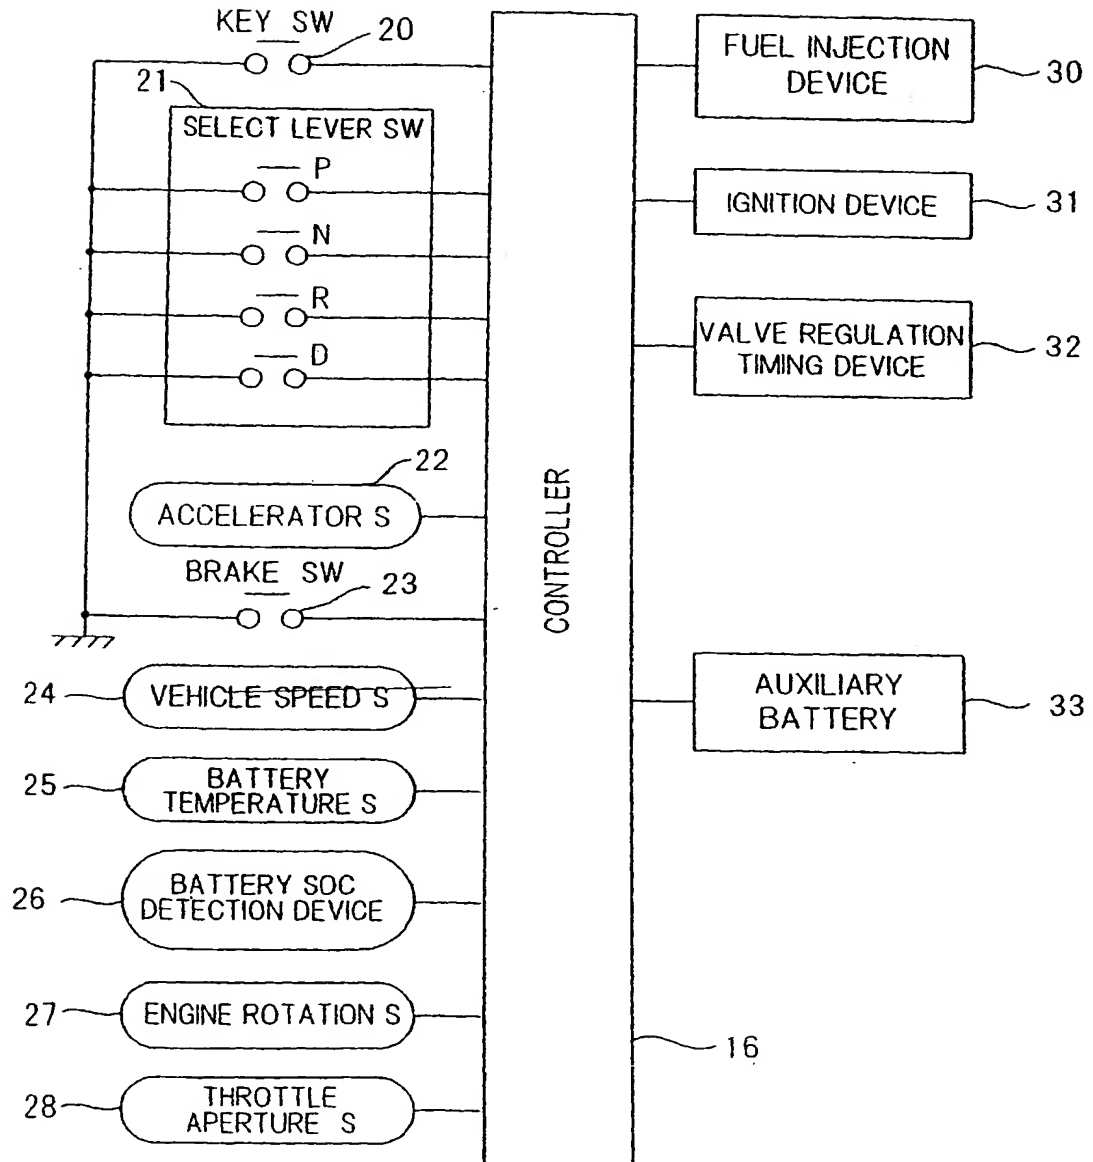 KEY SW
20
21
SELECT LEVER SW
P
N
R
D
22
ACCELERATOR S
BRAKE SW
23
24
VEHICLE SPEED S
25
BATTERY
TEMPERATURE S
26
BATTERY SOC
DETECTION DEVICE
27
ENGINE ROTATION S
28
THROTTLE
APERTURE S
CONTROLLER
16
FUEL INJECTION
DEVICE
30
IGNITION DEVICE
31
VALVE REGULATION
TIMING DEVICE
32
AUXILIARY
BATTERY
33